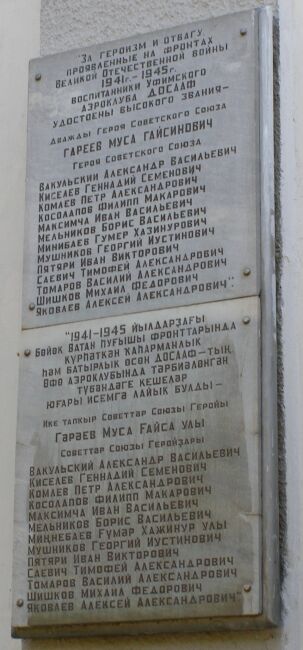 "За героизм и отвагу,
проявленные на фронтах
Великой Отечественной войны
1941г.-1945г.
воспитанники Уфимского
аэроклуба ДОСААФ
удостоены высокого звания-
Дважды Героя Советского Союза
Гареев Муса Гайсинович
Героя Советского Союза
Вакульский Александр Васильевич
Киселев Геннадий Семенович
Комлев Петр Александрович
Косолапов Филипп Макарович
Максимча Иван Васильевич
Мельников Борис Васильевич
Минибаев Гумер Хазинурович
Мушников Георгий Иустинович
Пятяри Иван Викторович
Саевич Тимофей Александрович
Томаров Василий Александрович
Шишков Михаил Федорович
Яковлев Алексей Александрович".
"1941-1945 йылдарҙағы
Бөйөк Ватан һуғышы фронттарында
күрһәткән ҡаһарманлыҡ
һәм батырлыҡ өсөн ДОСААФ-тың
Өфө аэроклубында тәрбиәләнгән
түбәндәге кешеләр
юғары исемгә лайыҡ булды-
Ике тапҡыр Советтар Союзы Геройы
Гәрәев Муса Ғайса улы
Советтар Союзы Геройҙары
Вакульский Александр Васильевич
Киселев Геннадий Семенович
Комлев Петр Александрович
Косолапов Филипп Макарович
Максимча Иван Васильевич
Мельников Борис Васильевич
Миңнебаев Ғүмәр Хажинур улы
Мушников Георгий Иустинович
Пятяри Иван Викторович
Саевич Тимофей Александрович
Томаров Василий Александрович
Шишков Михаил Федорович
Яковлев Алексей Александрович".